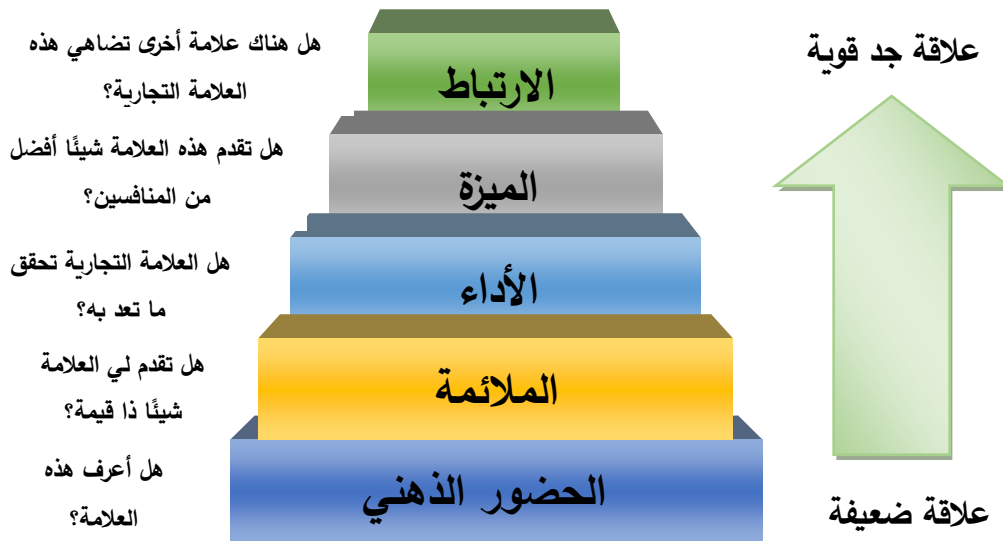 علاقة جد قوية
هل هناك علامة أخرى تضاهي هذه
العلامة التجارية؟
الارتباط
هل تقدم هذه العلامة شيئًا أفضل
من المنافسين؟
الميزة
هل العلامة التجارية تحقق
ما تعد به؟
الأداء
هل تقدم لي العلامة
شيئًا ذا قيمة؟
الملائمة
هل أعرف هذه
العلامة؟
الحضور الذهني
علاقة ضعيفة